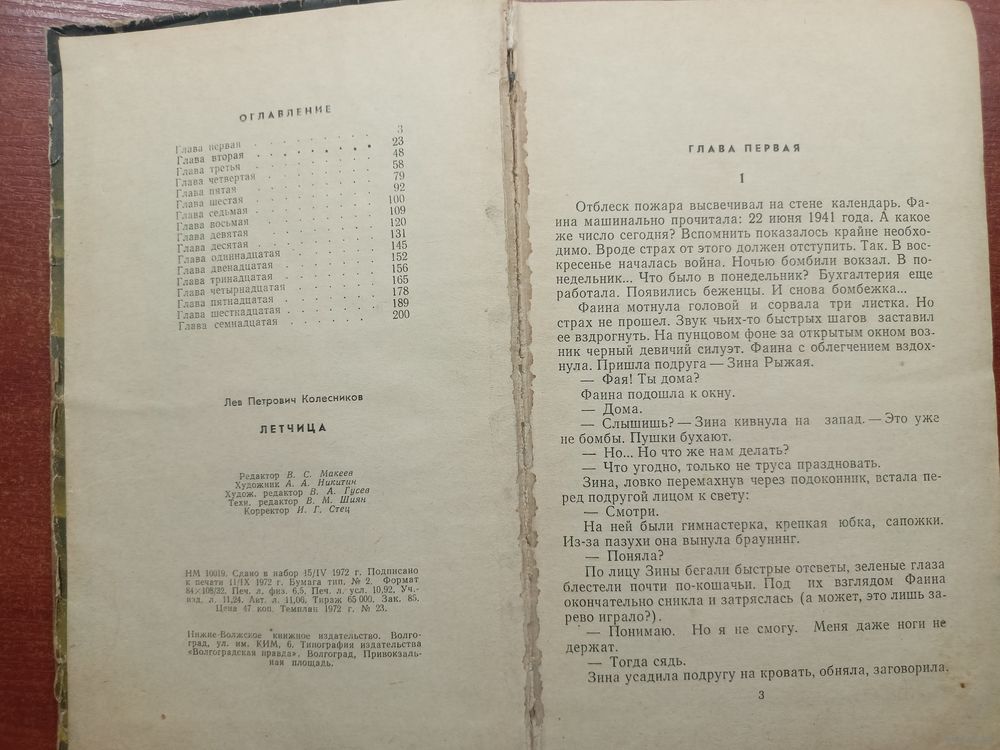 ОГЛАВЛЕНИЕ
Глава первая 3
Глава вторая 23
Глава третья 48
Глава четвертая 58
Глава пятая 79
Глава шестая 92
Глава седьмая 100
Глава восьмая 109
Глава девятая 120
Глава десятая 131
Глава одиннадцатая 145
Глава двенадцатая 152
Глава тринадцатая 156
Глава четырнадцатая 165
Глава пятнадцатая 178
Глава шестнадцатая 189
Глава семнадцатая 200
Лев Петрович Колесников
ЛЕТЧИЦА
Редактор В. С. Макеев
Художник А. А. Никитин
Худож. редактор В. А. Гусев
Техн. редактор В. М. Шиян
Корректор И. Г. Стец
НМ 10019. Сдано в набор 15/IV 1972 г. Подписано
к печати 11/IX 1972 г. Бумага тип. № 2. Формат
84×108/32. Печ. л. физ. 6,5, Печ. л. усл. 10,92, Уч.-
изд. л. 11,24. Авт. л. 11,06. Тираж 65 000. Зак. 85.
Цена 47 коп. Темплан 1972 г. № 23.
Нижне-Волжское книжное издательство. Волго-
град, ул. им. КИМ, 6. Типография издательства
«Волгоградская правда». Волгоград, Привокзаль-
ная площадь.
ГЛАВА ПЕРВАЯ
1
Отблеск пожара высвечивал на стене календарь. Фа-
ина машинально прочитала: 22 июня 1941 года. А какое
же число сегодня? Вспомнить показалось крайне необхо-
димо. Вроде страх от этого должен отступить. Так. В вос-
кресенье началась война. Ночью бомбили вокзал. В по-
недельник... Что было в понедельник? Бухгалтерия еще
работала. Появились беженцы. И снова бомбежка...
Фаина мотнула головой и сорвала три листка. Но
страх не прошел. Звук чьих-то быстрых шагов заставил
ее вздрогнуть. На пунцовом фоне за открытым окном воз-
ник черный девичий силуэт. Фаина с облегчением вздох-
нула. Пришла подруга — Зина Рыжая.
— Фая! Ты дома?
Фаина подошла к окну.
— Дома.
— Слышишь? — Зина кивнула на запад. — Это уже
не бомбы. Пушки бухают.
— Но... Но что же нам делать?
— Что угодно, только не труса праздновать.
Зина, ловко перемахнув через подоконник, встала пе-
ред подругой лицом к свету:
— Смотри.
На ней были гимнастерка, крепкая юбка, сапожки.
Из-за пазухи она вынула браунинг.
— Поняла?
По лицу Зины бегали быстрые отсветы, зеленые глаза
блестели почти по-кошачьи. Под их взглядом Фаина
окончательно сникла и затряслась (а может, это лишь за-
рево играло?).
— Понимаю. Но я не смогу. Меня даже ноги не
держат.
— Тогда сядь.
Зина усадила подругу на кровать, обняла, заговорила.
3